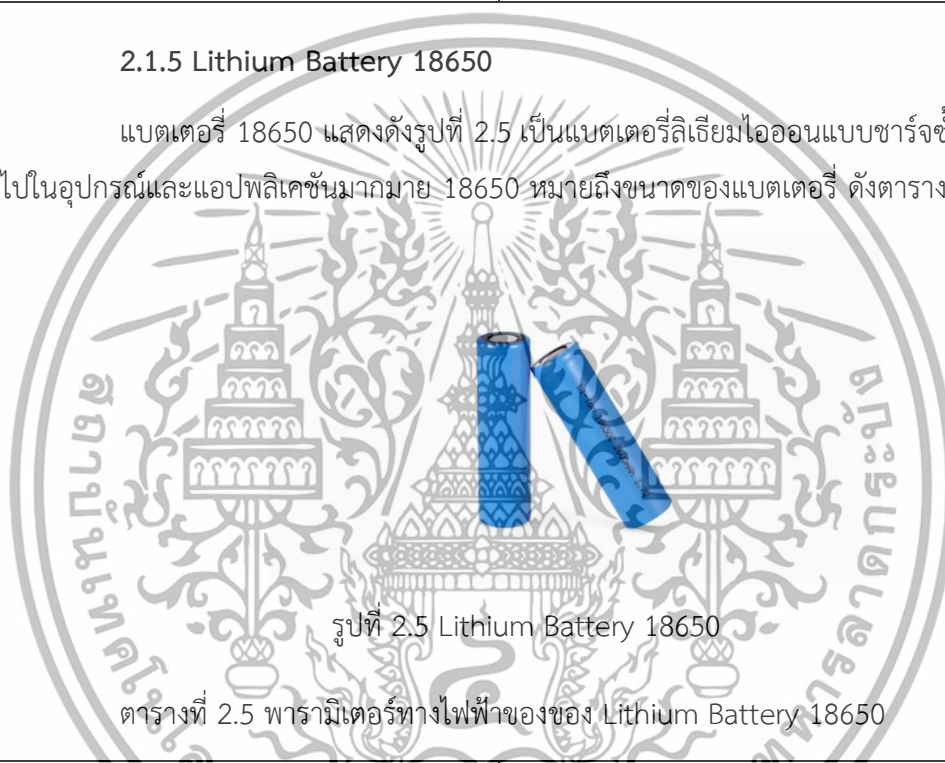 2.1.5 Lithium Battery 18650
แบตเตอรี่ 18650 แสดงดังรูปที่ 2.5 เป็นแบตเตอรี่ลิเธียมไอออนแบบชาร์จ
ไปในอุปกรณ์และแอปพลิเคชันมากมาย 18650 หมายถึงขนาดของแบตเตอรี่ ดังตาราง
รูปที่ 2.5 Lithium Battery 18650
ตารางที่ 2.5 พารามิเตอร์ทางไฟฟ้าของของ Lithium Battery 18650